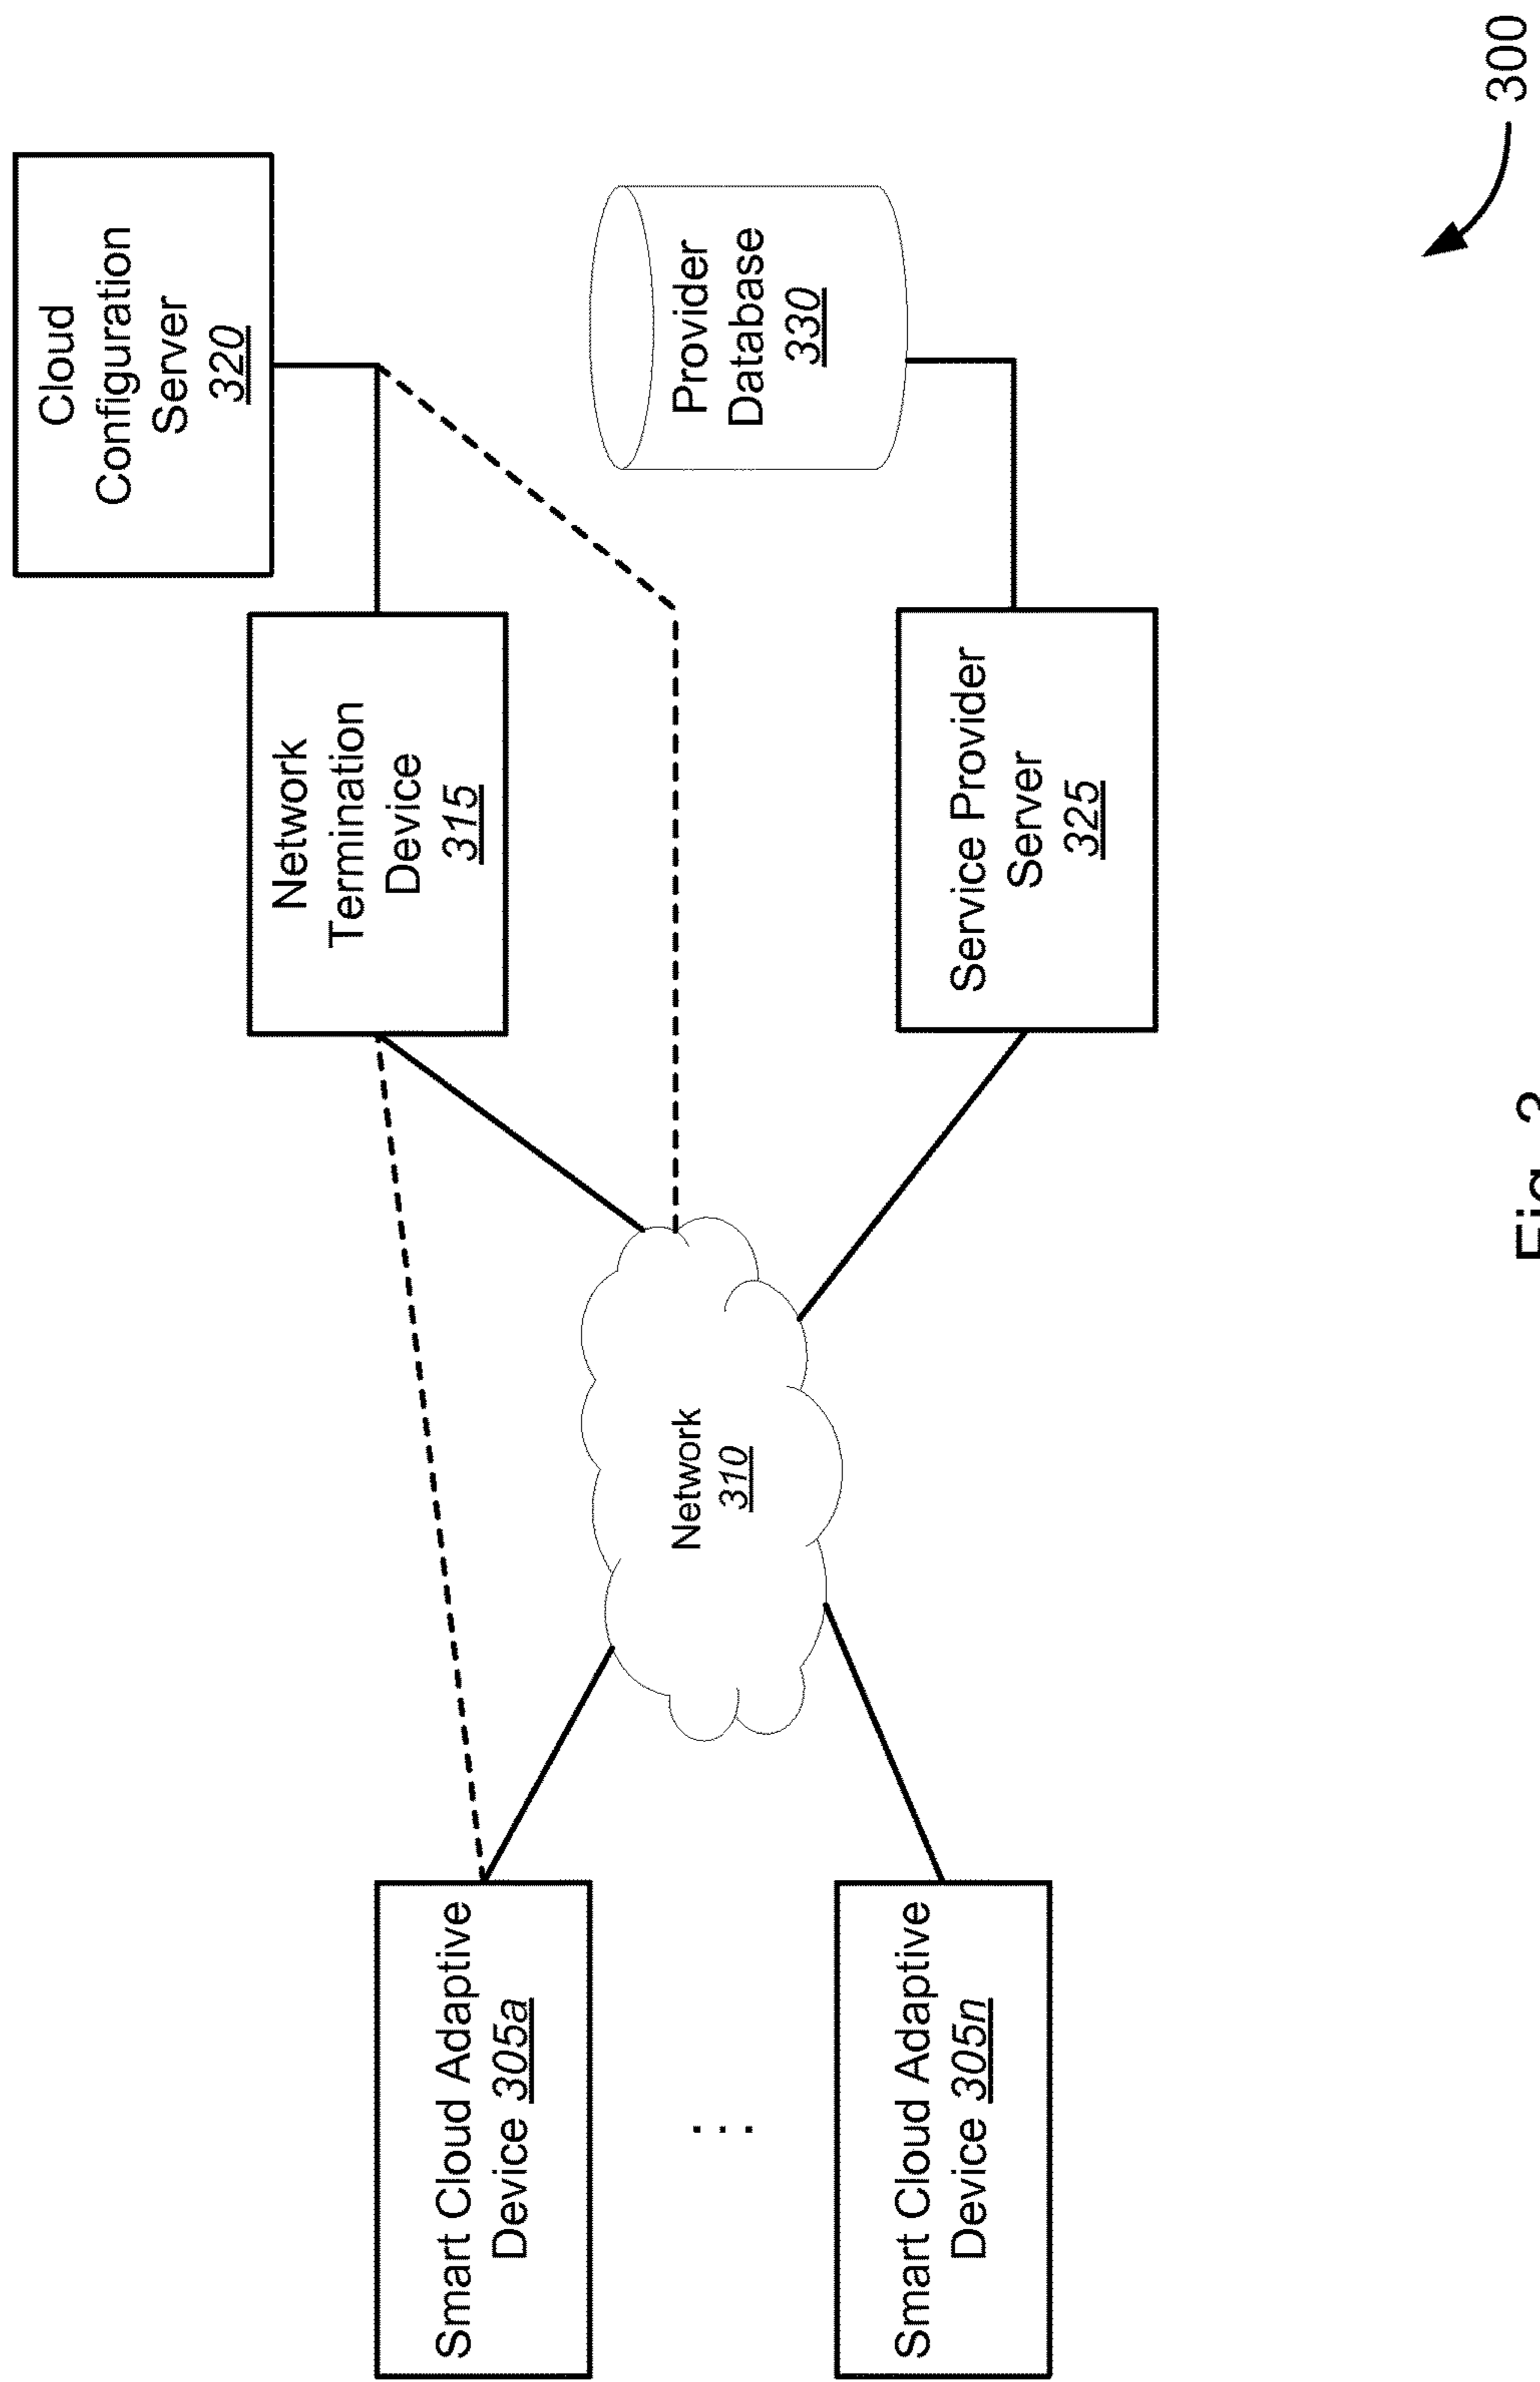 300
Cloud
Configuration
Server
320
Network
Termination
Device
315
Provider
Database
330
Service Provider
Server
325
Network
310
Smart Cloud Adaptive
Device 305a
...
Smart Cloud Adaptive
Device 305n
Fig.